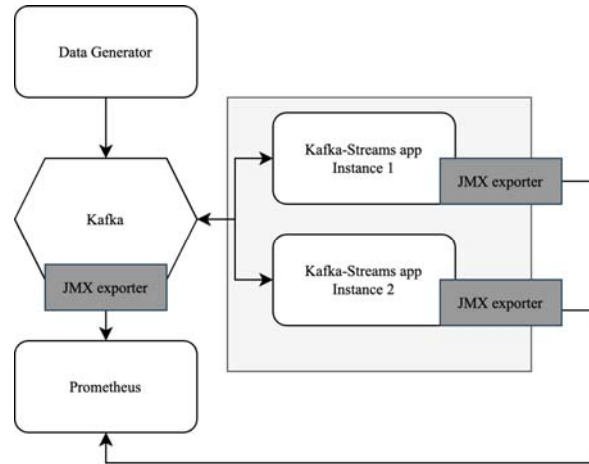 Data Generator
Kafka-Streams app
Instance 1
JMX exporter
Kafka
JMX exporter
Kafka-Streams app
Instance 2
JMX exporter
Prometheus